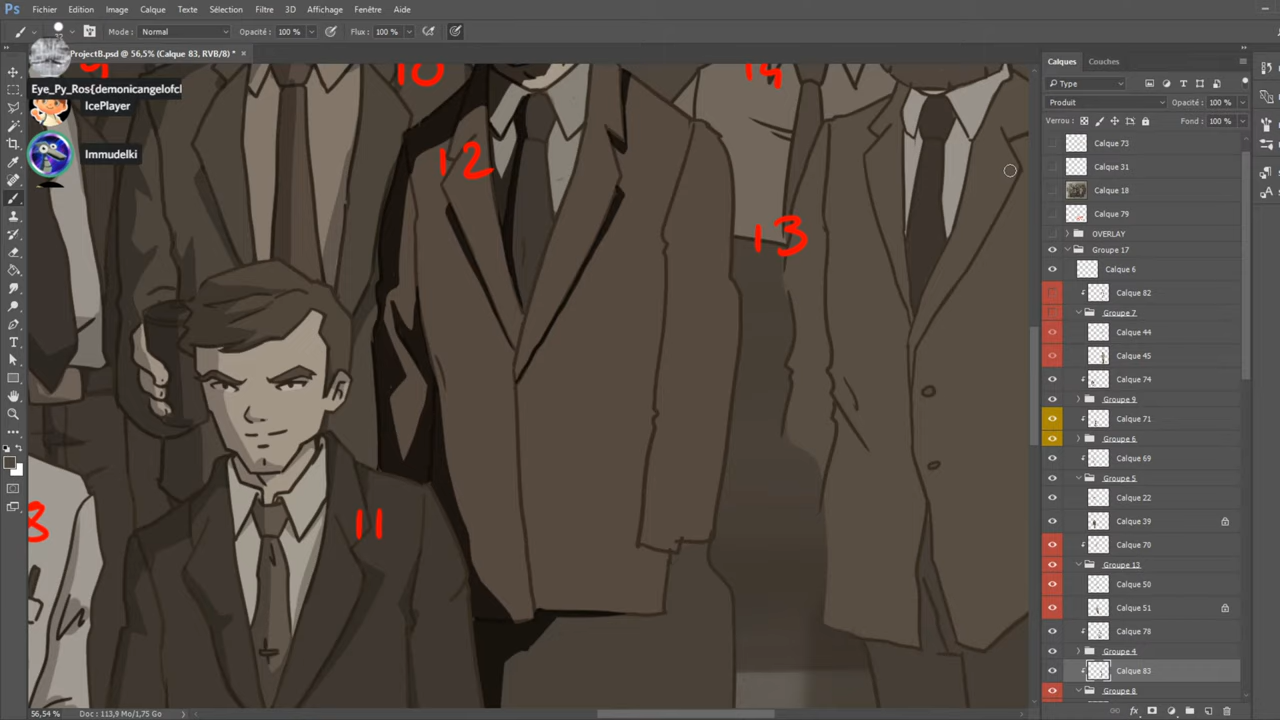 Ps Fichier Edition Image Calque Texte Sélection Filtre 3D Affichage Fenêtre Aide
Mode : Normal Opacité : 100 % Flux : 100 %
ProjectB.psd @ 56,5% (Calque 83, RVB/8) * ×
Eye_Py_Ros{demonicangelofcl
IcePlayer
Immudelki
10
14
12
13
11
Calques Couches
Type
Produit Opacité : 100 %
Verrou : Fond : 100 %
Calque 73
Calque 31
Calque 18
Calque 79
OVERLAY
Groupe 17
Calque 6
Calque 82
Groupe 7
Calque 44
Calque 45
Calque 74
Groupe 9
Calque 71
Groupe 6
Calque 69
Groupe 5
Calque 22
Calque 39
Calque 70
Groupe 13
Calque 50
Calque 51
Calque 78
Groupe 4
Calque 83
Groupe 8
fx
56,54 % Doc : 113,9 Mo/1,75 Go